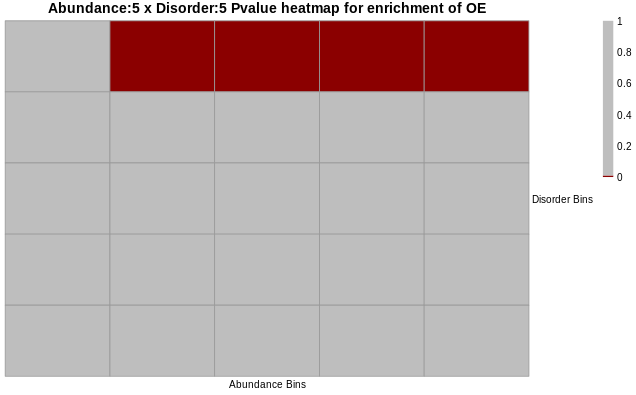 Abundance:5 x Disorder:5 Pvalue heatmap for enrichment of OE
1
0.8
0.6
0.4
0.2
0
Disorder Bins
Abundance Bins